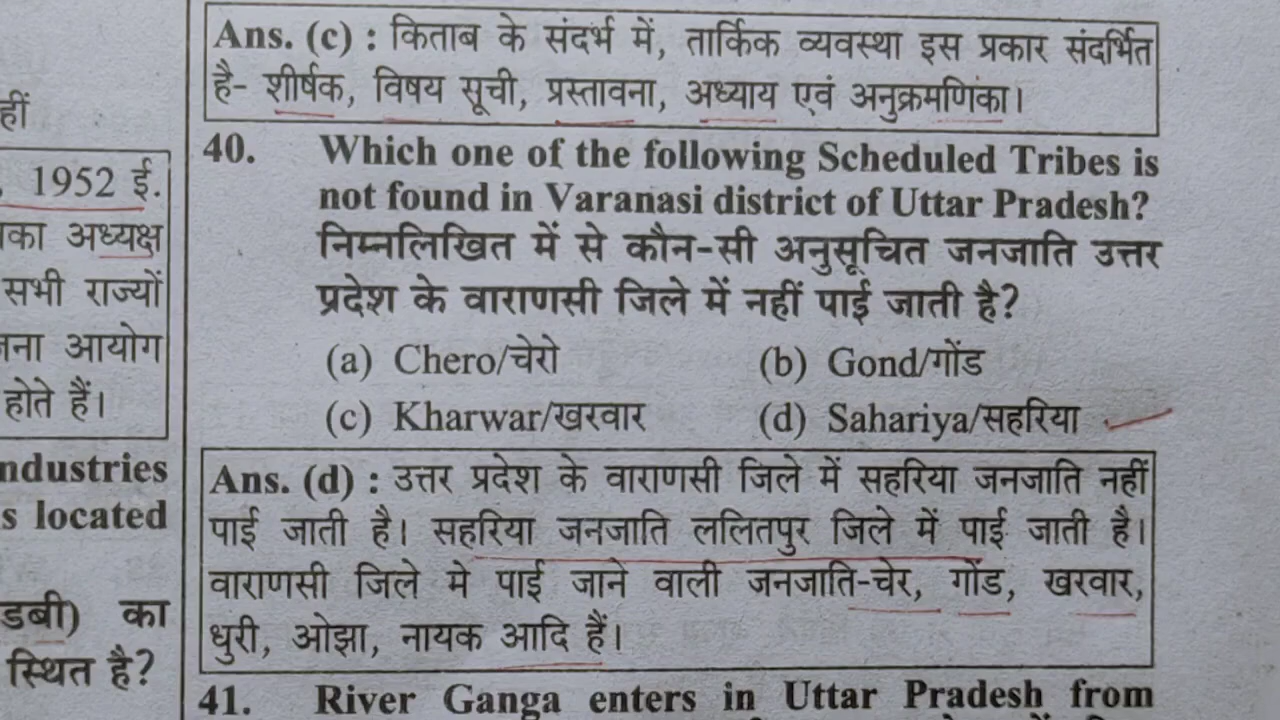 हीं
1952 ई.
का अध्यक्ष
सभी राज्यों
जना आयोग
होते हैं।
ndustries
s located
डबी) का
स्थित है?
Ans. (c) : किताब के संदर्भ में, तार्किक व्यवस्था इस प्रकार संदर्भित
है- शीर्षक, विषय सूची, प्रस्तावना, अध्याय एवं अनुक्रमणिका।
40. Which one of the following Scheduled Tribes is
not found in Varanasi district of Uttar Pradesh?
निम्नलिखित में से कौन-सी अनुसूचित जनजाति उत्तर
प्रदेश के वाराणसी जिले में नहीं पाई जाती है?
(a) Chero/चेरो (b) Gond/गोंड
(c) Kharwar/खरवार (d) Sahariya/सहरिया
Ans. (d) : उत्तर प्रदेश के वाराणसी जिले में सहरिया जनजाति नहीं
पाई जाती है। सहरिया जनजाति ललितपुर जिले में पाई जाती है।
वाराणसी जिले मे पाई जाने वाली जनजाति-चेर, गोंड, खरवार,
धुरी, ओझा, नायक आदि हैं।
41. River Ganga enters in Uttar Pradesh from